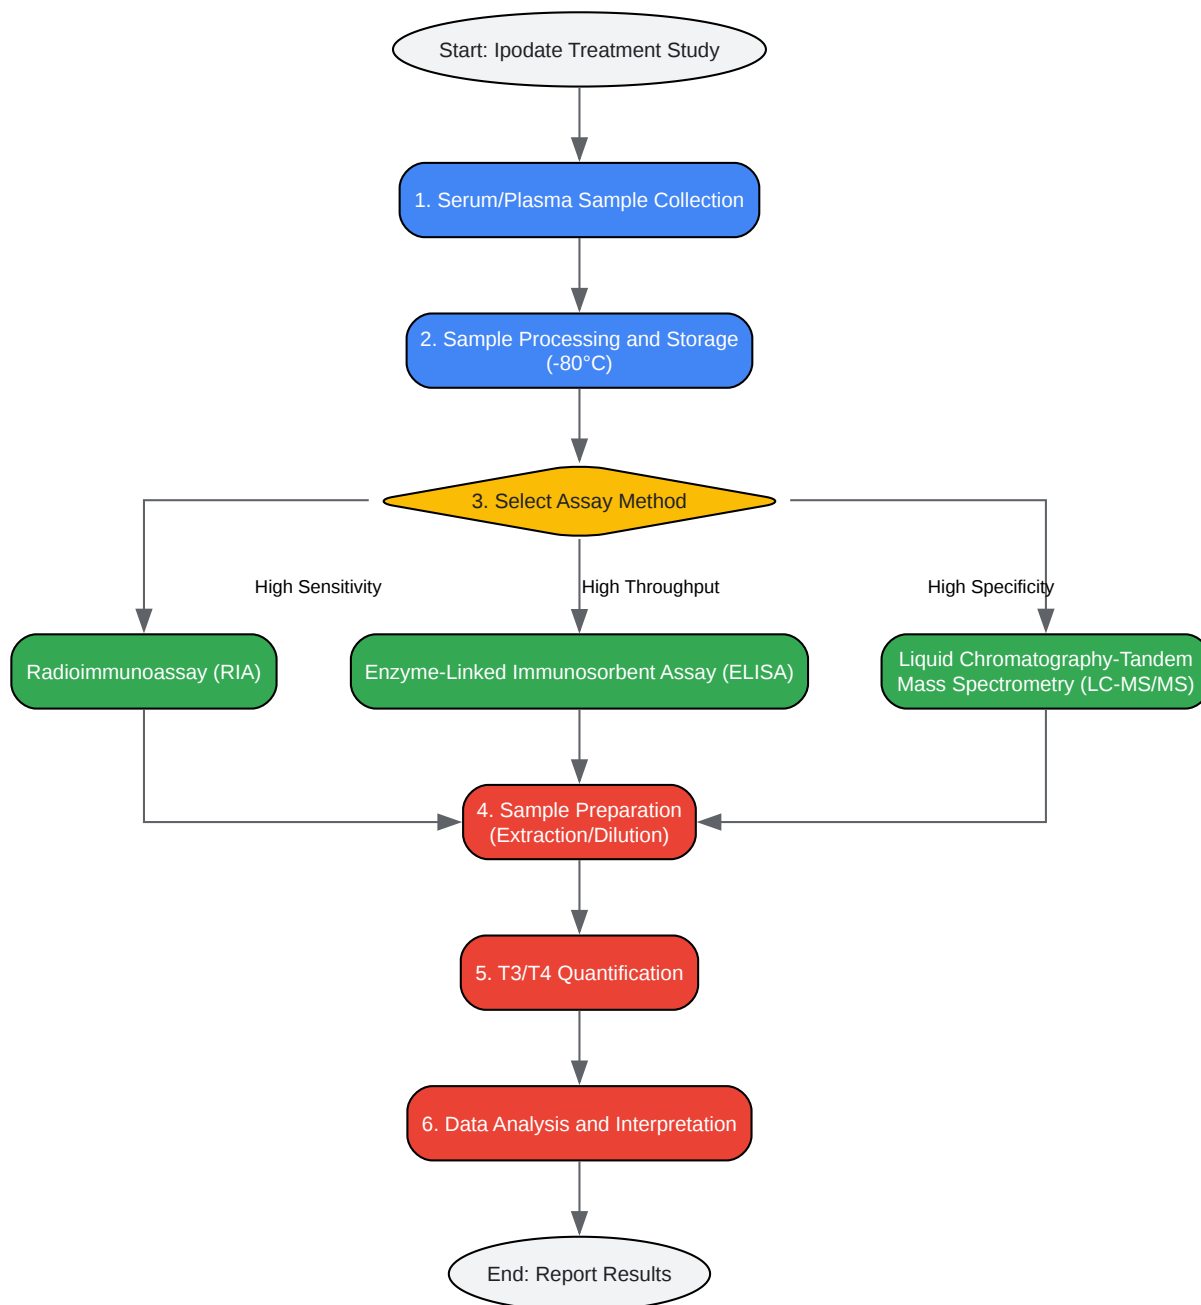 Start: Ipodate Treatment Study
1. Serum/Plasma Sample Collection
2. Sample Processing and Storage
(-80°C)
3. Select Assay Method
High Sensitivity
High Throughput
High Specificity
Radioimmunoassay (RIA)
Enzyme-Linked Immunosorbent Assay (ELISA)
Liquid Chromatography-Tandem
Mass Spectrometry (LC-MS/MS)
4. Sample Preparation
(Extraction/Dilution)
5. T3/T4 Quantification
6. Data Analysis and Interpretation
End: Report Results